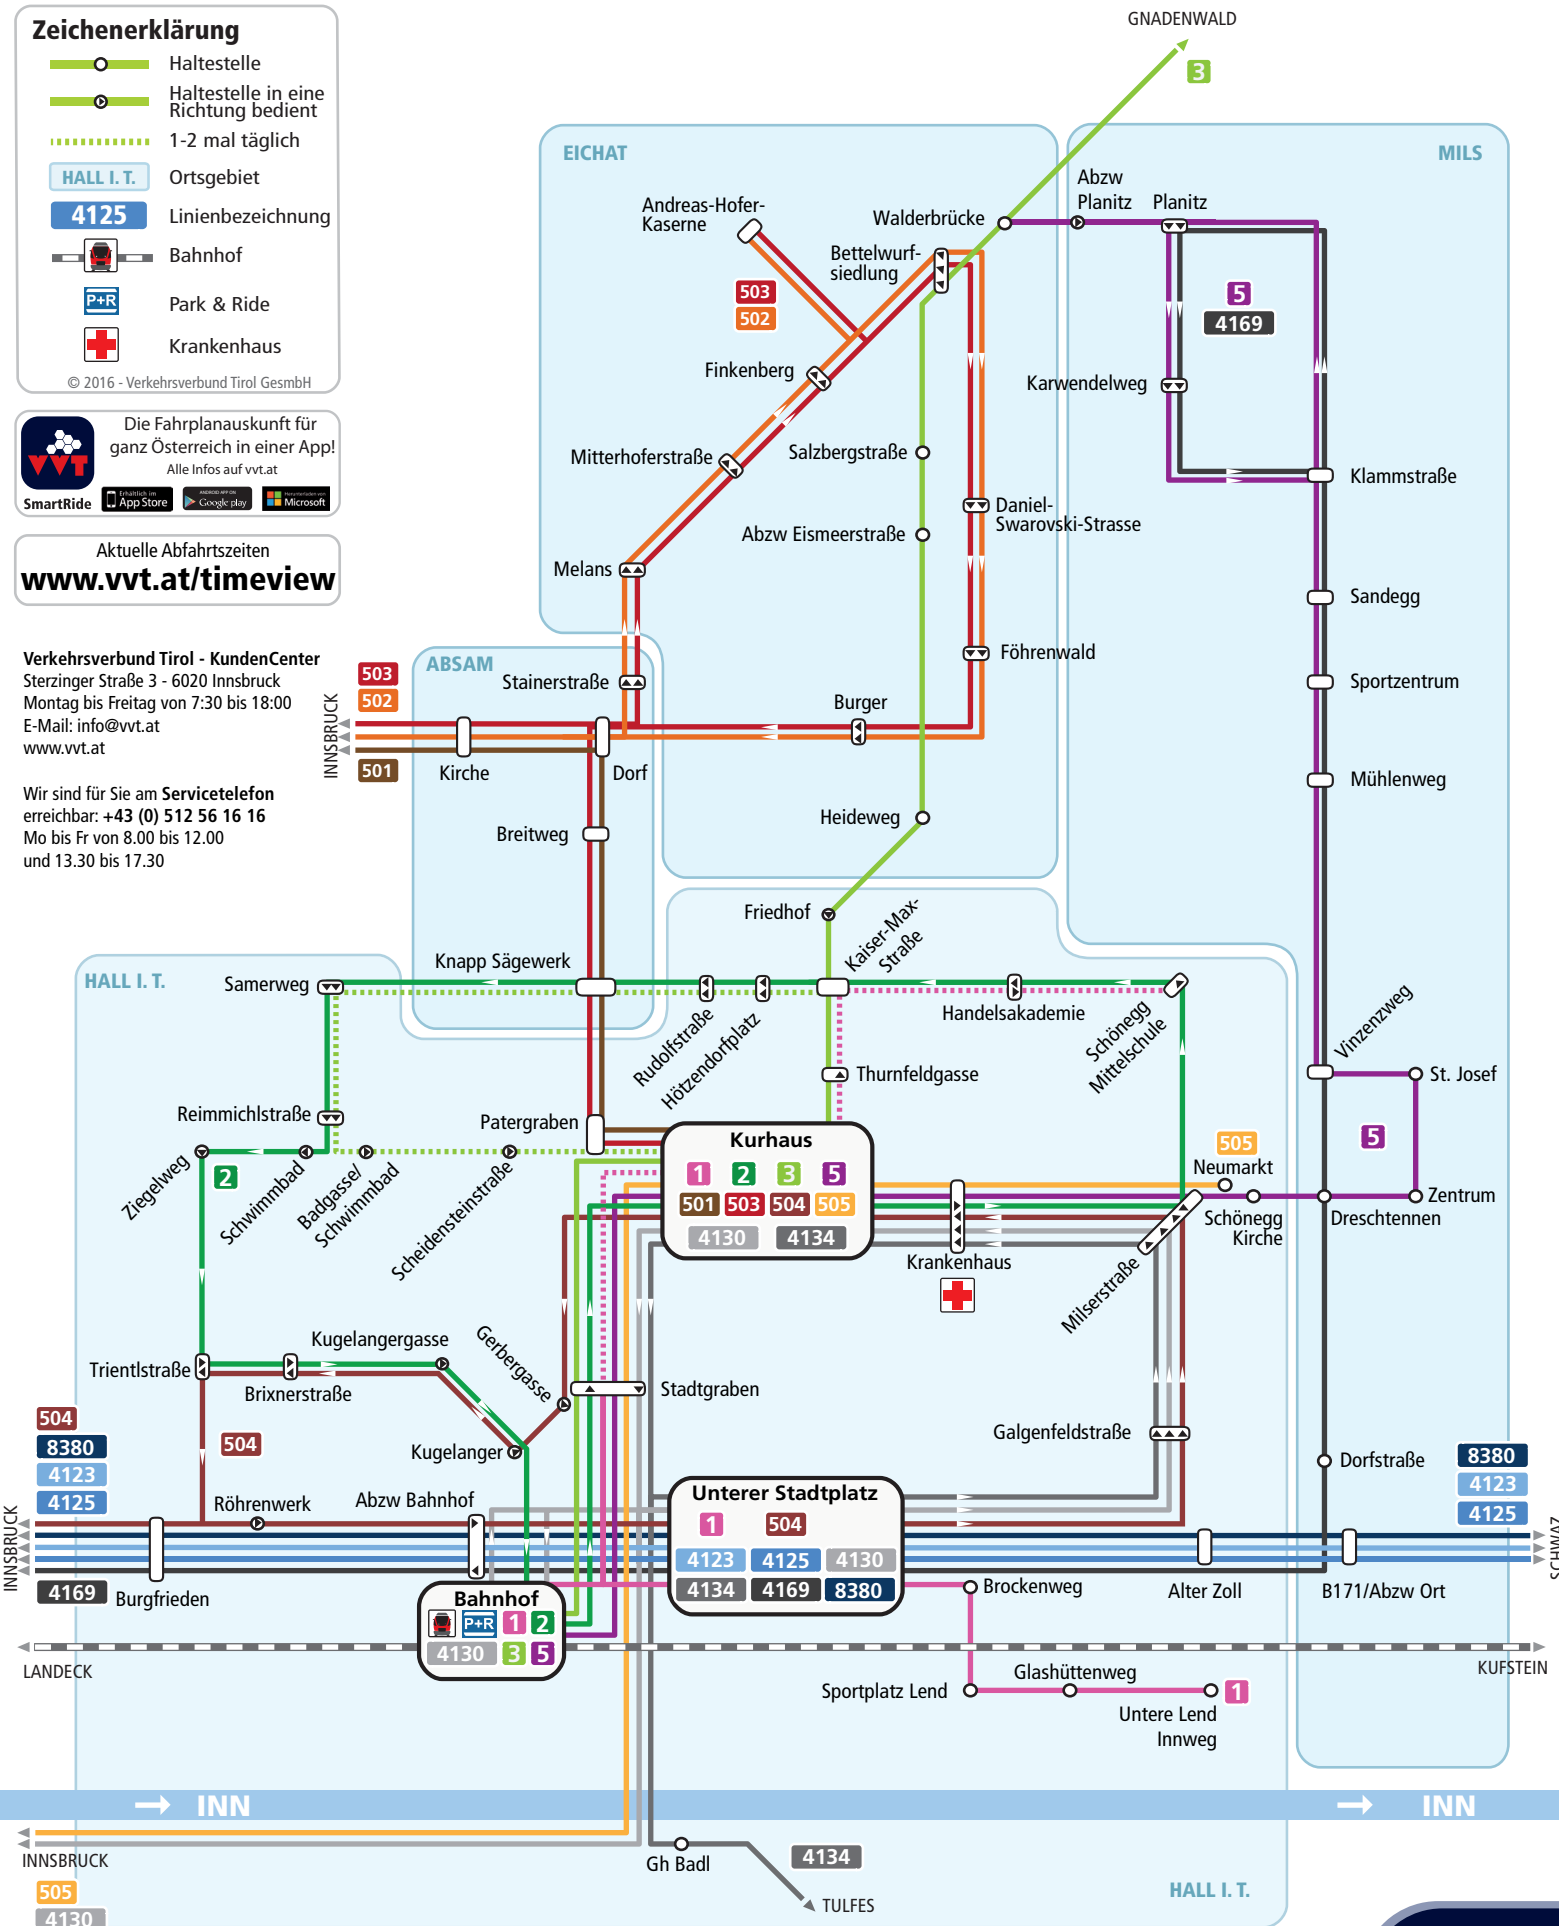 Zeichenerklärung
Haltestelle
Haltestelle in eine
Richtung bedient
1-2 mal täglich
HALL I. T.
Ortsgebiet
4125
Linienbezeichnung
Bahnhof
P+R
Park & Ride
Krankenhaus
© 2016 - Verkehrsverbund Tirol GesmbH
VVT
SmartRide
Die Fahrplanauskunft für
ganz Österreich in einer App!
Alle Infos auf vvt.at
Erhältlich im
App Store
ANDROID APP ON
Google play
Herunterladen von
Microsoft
Aktuelle Abfahrtszeiten
www.vvt.at/timeview
Verkehrsverbund Tirol - KundenCenter
Sterzinger Straße 3 - 6020 Innsbruck
Montag bis Freitag von 7:30 bis 18:00
E-Mail: info@vvt.at
www.vvt.at
Wir sind für Sie am Servicetelefon
erreichbar: +43 (0) 512 56 16 16
Mo bis Fr von 8.00 bis 12.00
und 13.30 bis 17.30
GNADENWALD
3
EICHAT
MILS
Andreas-Hofer-
Kaserne
Walderbrücke
Abzw
Planitz
Planitz
Bettelwurf-
siedlung
503
502
5
4169
Finkenberg
Karwendelweg
Mitterhoferstraße
Salzbergstraße
Klammstraße
Daniel-
Swarovski-Strasse
Abzw Eismeerstraße
Melans
Sandegg
ABSAM
Föhrenwald
Stainerstraße
Sportzentrum
503
502
INNSBRUCK
501
Burger
Kirche
Dorf
Mühlenweg
Breitweg
Heideweg
Friedhof
Kaiser-Max-
Straße
HALL I. T.
Knapp Sägewerk
Samerweg
Rudolfstraße
Hötzendorfplatz
Handelsakademie
Schönegg
Mittelschule
Vinzenzweg
Thurnfeldgasse
St. Josef
Reimmichlstraße
Patergraben
Kurhaus
1
2
3
5
501
503
504
505
4130
4134
505
Neumarkt
5
Ziegelweg
2
Schwimmbad
Badgasse/
Schwimmbad
Scheidensteinstraße
Zentrum
Schönegg
Kirche
Dreschtennen
Krankenhaus
Milserstraße
Kugelangergasse
Gerbergasse
Trientlstraße
Brixnerstraße
Stadtgraben
504
8380
4123
4125
504
Kugelanger
Galgenfeldstraße
Dorfstraße
8380
4123
4125
Röhrenwerk
Abzw Bahnhof
Unterer Stadtplatz
1
504
4123
4125
4130
4134
4169
8380
INNSBRUCK
SCHWAZ
4169
Burgfrieden
Bahnhof
P+R
1
2
4130
3
5
Brockenweg
Alter Zoll
B171/Abzw Ort
LANDECK
KUFSTEIN
Sportplatz Lend
Glashüttenweg
1
Untere Lend
Innweg
INN
INN
INNSBRUCK
505
4130
Gh Badl
4134
TULFES
HALL I. T.